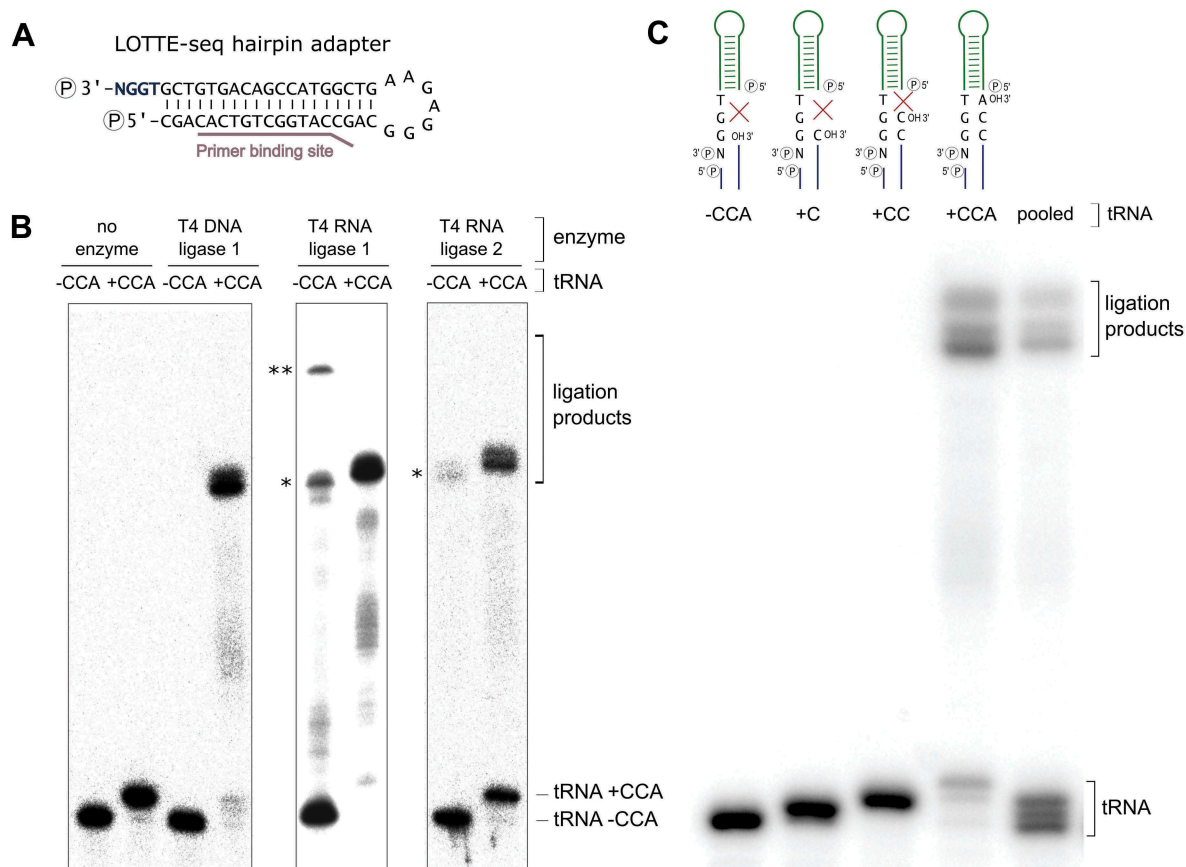 A
LOTTE-seq hairpin adapter
P 3'-NGGTGCTGTGACAGCCATGGCTG A A G A G G G
P 5'-CGACACTGTCGGTACCGAC
Primer binding site
B
no enzyme
T4 DNA ligase 1
T4 RNA ligase 1
T4 RNA ligase 2
enzyme
-CCA +CCA -CCA +CCA -CCA +CCA -CCA +CCA tRNA
**
*
*
ligation products
tRNA +CCA
tRNA -CCA
C
P 5' P 5' P 5' P 5'
T T T C T A OH 3'
G G G C OH 3' G C
G OH 3' G C OH 3' G C G C
3' P N 3' P N 3' P N 3' P N
5' P 5' P 5' P 5' P
-CCA +C +CC +CCA pooled tRNA
ligation products
tRNA